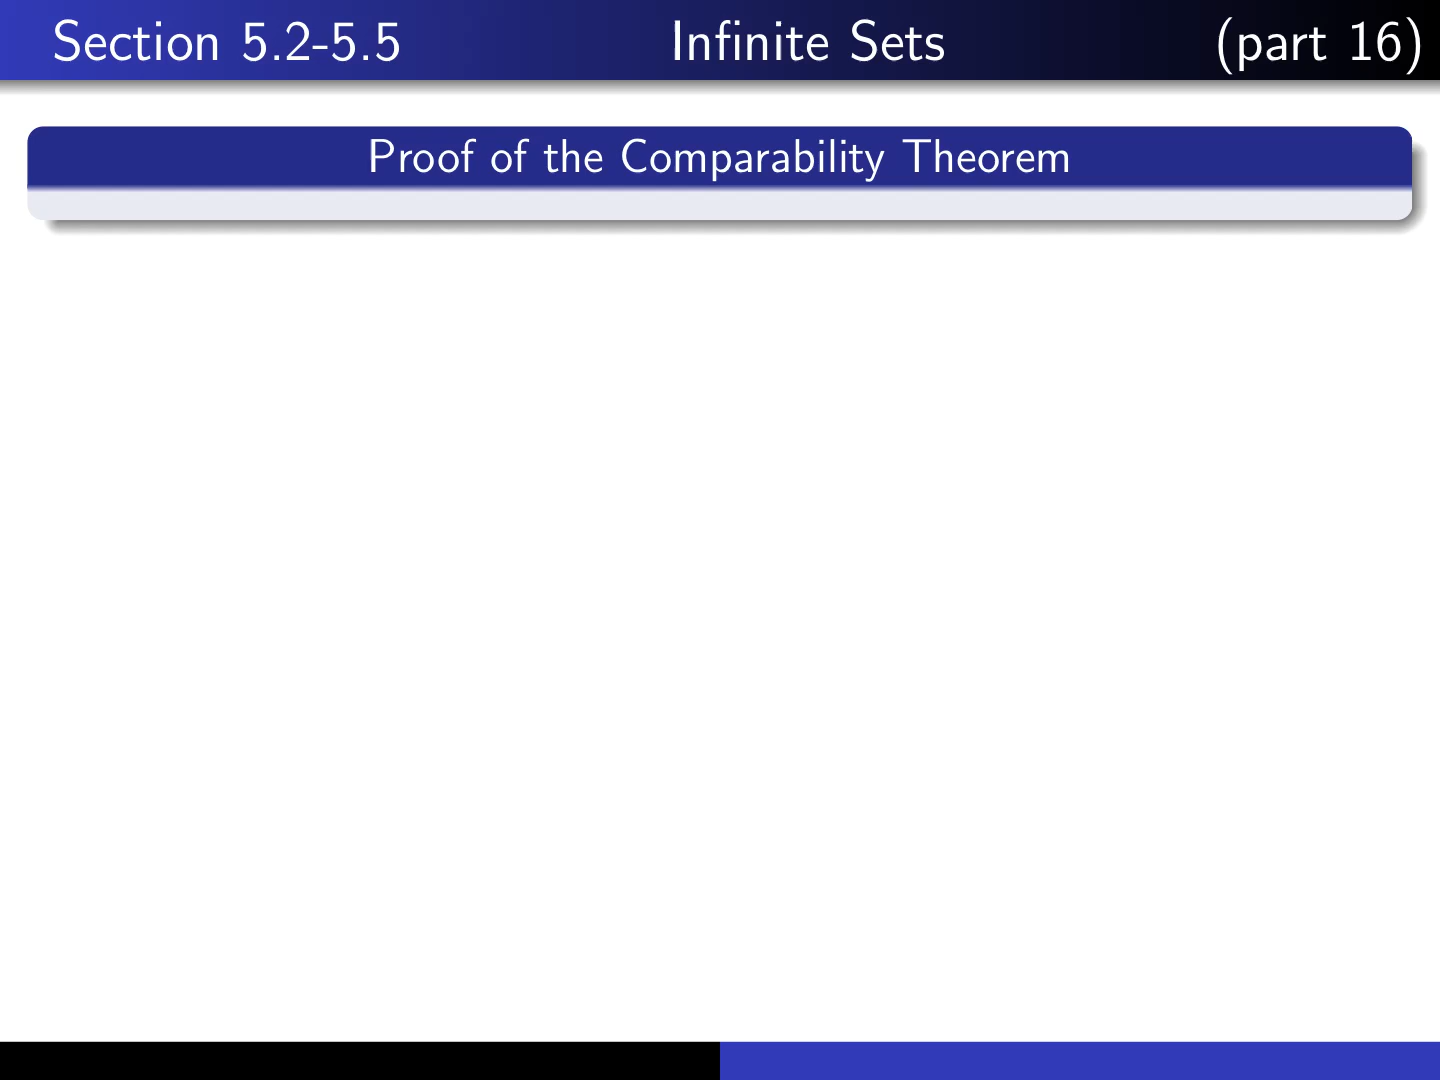 Section 5.2-5.5 Infinite Sets (part 16)
Proof of the Comparability Theorem